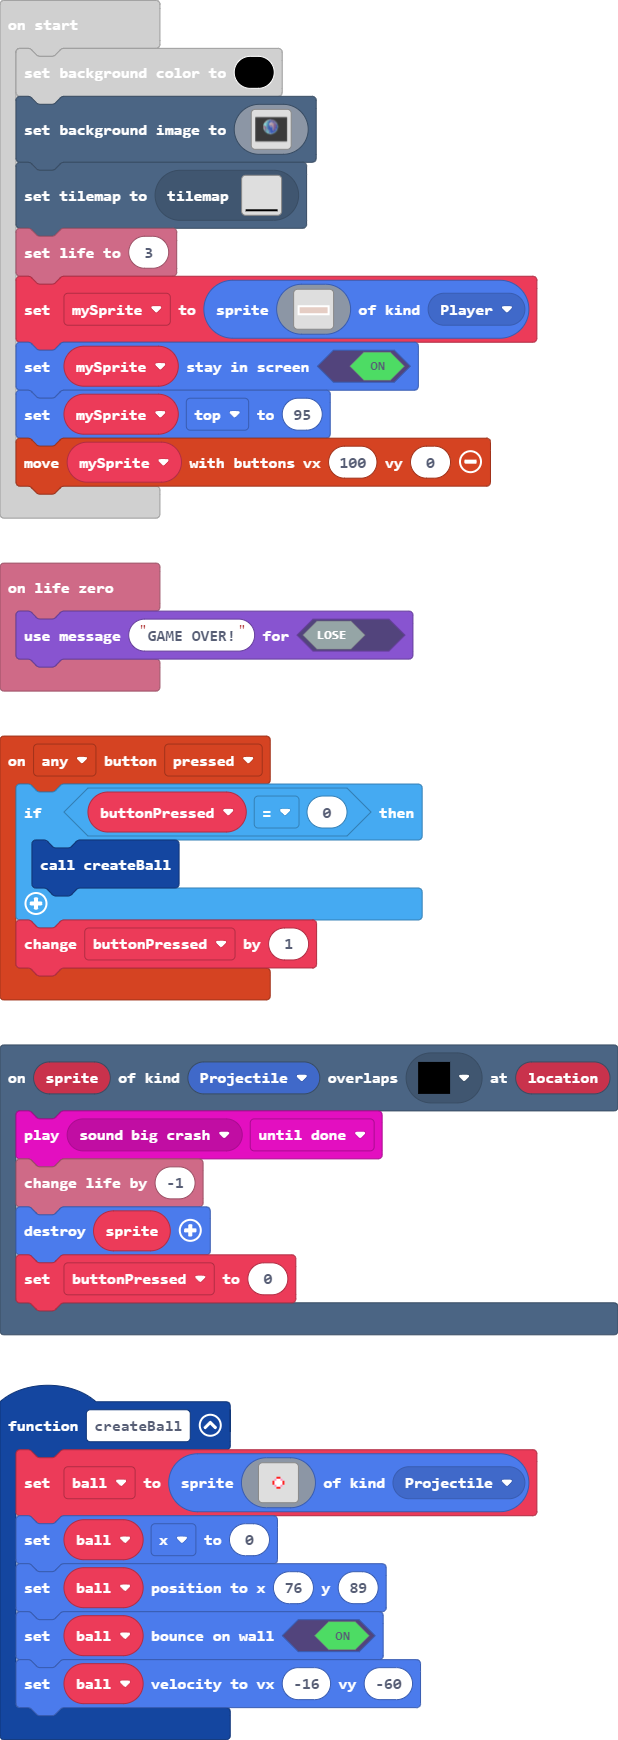 on start
set background color to
set background image to
set tilemap to tilemap
set life to 3
set mySprite to sprite of kind Player
set mySprite stay in screen ON
set mySprite top to 95
move mySprite with buttons vx 100 vy 0
on life zero
use message "GAME OVER!" for LOSE
on any button pressed
if buttonPressed = 0 then
call createBall
change buttonPressed by 1
on sprite of kind Projectile overlaps at location
play sound big crash until done
change life by -1
destroy sprite
set buttonPressed to 0
function createBall
set ball to sprite of kind Projectile
set ball x to 0
set ball position to x 76 y 89
set ball bounce on wall ON
set ball velocity to vx -16 vy -60